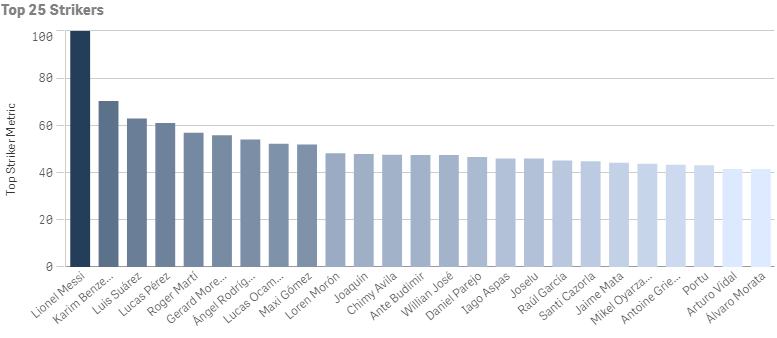 Top 25 Strikers
Top Striker Metric
100
80
60
40
20
0
Lionel Messi
Karim Benze...
Luis Suárez
Lucas Pérez
Roger Martí
Gerard More...
Ángel Rodríg...
Lucas Ocam...
Maxi Gómez
Loren Morón
Joaquín
Chimy Ávila
Ante Budimir
Willian José
Daniel Parejo
Iago Aspas
Joselu
Raúl García
Santi Cazorla
Jaime Mata
Mikel Oyarza...
Antoine Grie...
Portu
Arturo Vidal
Álvaro Morata